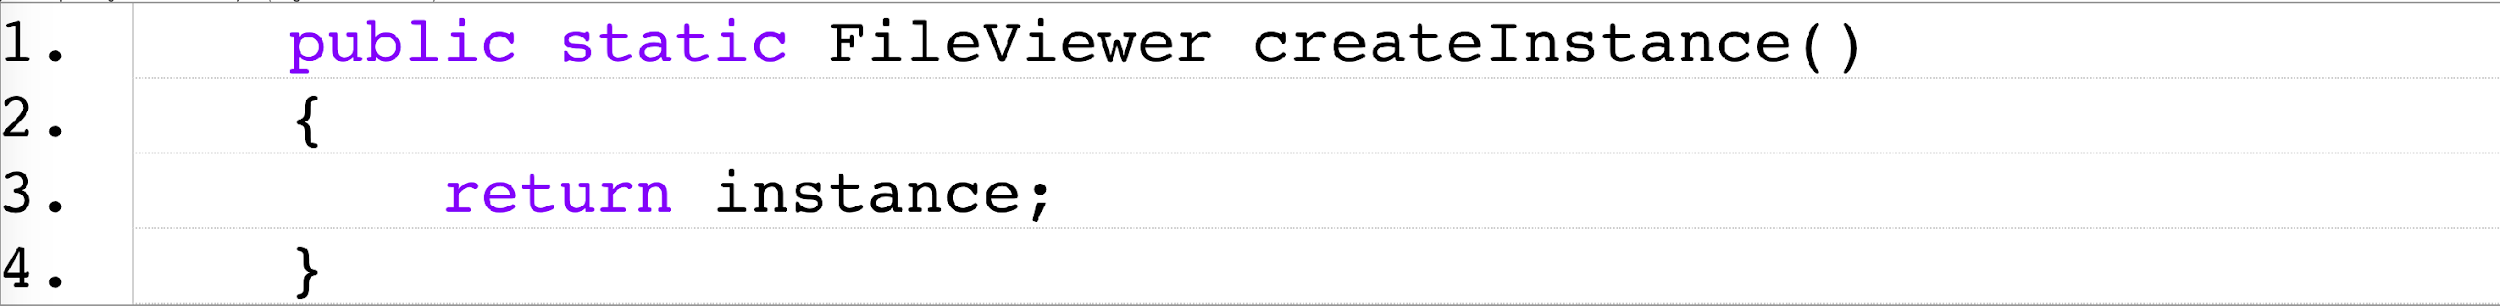 1. public static FileViewer createInstance()
2. {
3. return instance;
4. }